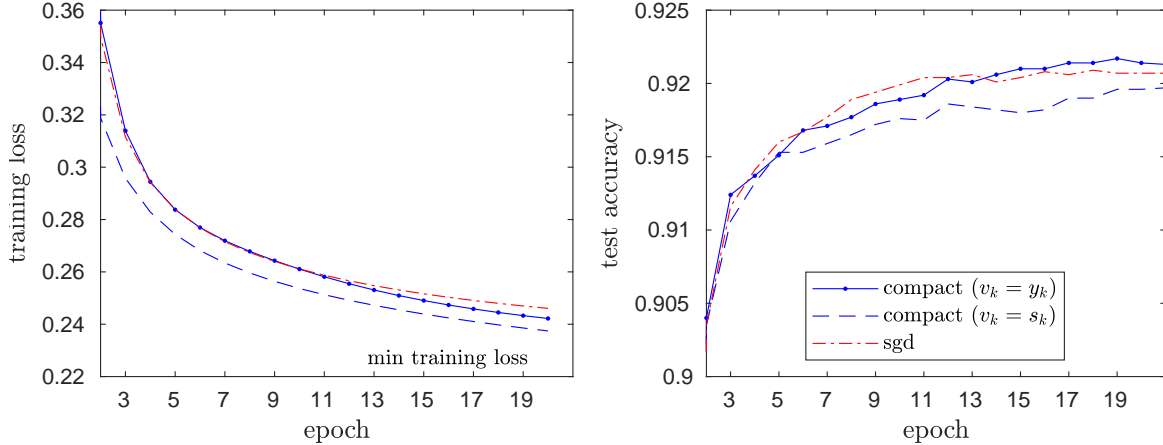 0.36
0.34
0.32
0.3
0.28
0.26
0.24
0.22
training loss
min training loss
3 5 7 9 11 13 15 17 19
epoch
0.925
0.92
0.915
0.91
0.905
0.9
test accuracy
compact (v_k = y_k)
compact (v_k = s_k)
sgd
3 5 7 9 11 13 15 17 19
epoch